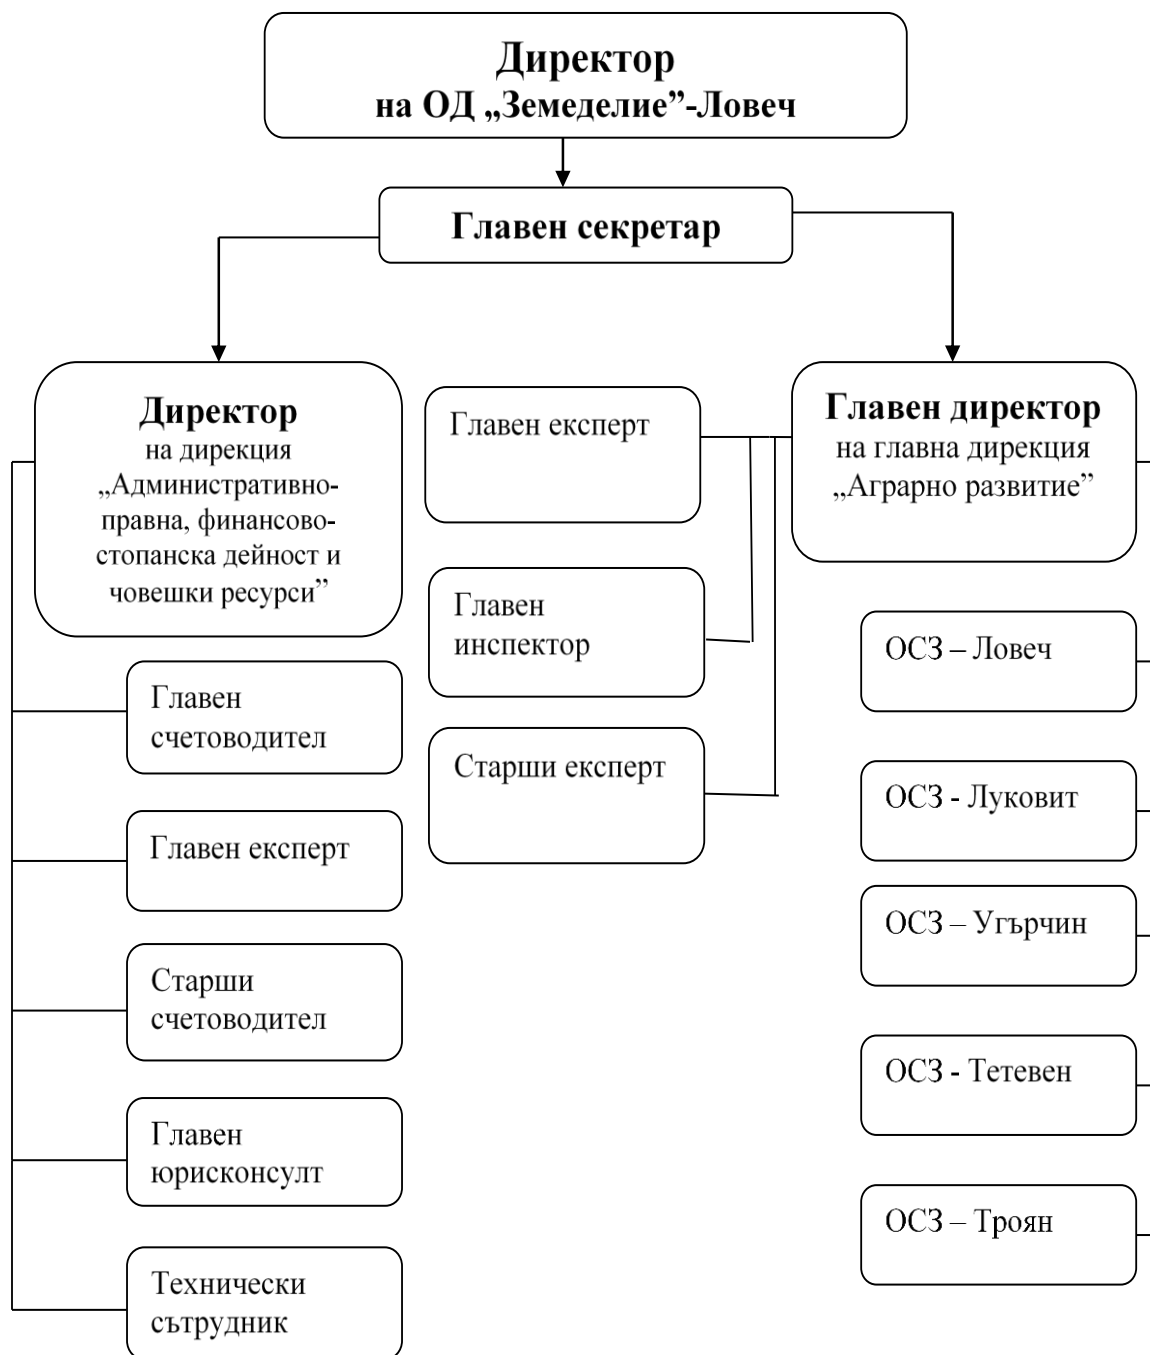 Директор
на ОД „Земеделие”-Ловеч
Главен секретар
Директор
на дирекция
„Административно-
правна, финансово-
стопанска дейност и
човешки ресурси”
Главен експерт
Главен директор
на главна дирекция
„Аграрно развитие”
Главен
инспектор
Старши експерт
Главен
счетоводител
Главен експерт
Старши
счетоводител
Главен
юрисконсулт
Технически
сътрудник
ОСЗ – Ловеч
ОСЗ - Луковит
ОСЗ – Угърчин
ОСЗ - Тетевен
ОСЗ – Троян